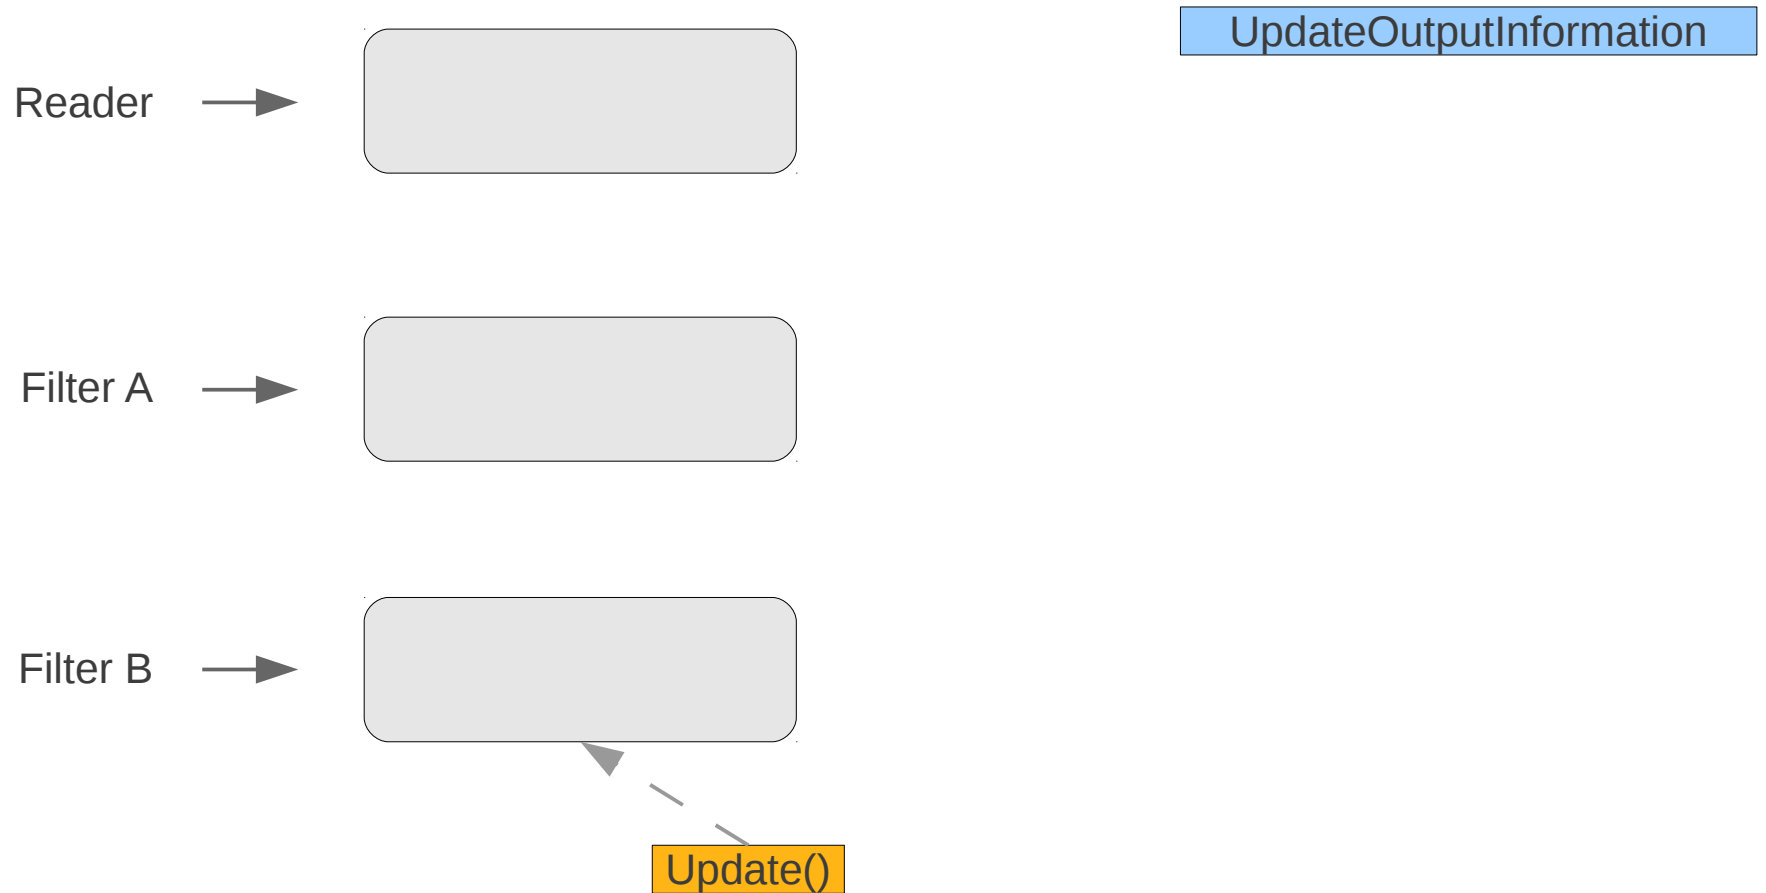 UpdateOutputInformation
Reader
Filter A
Filter B
Update()